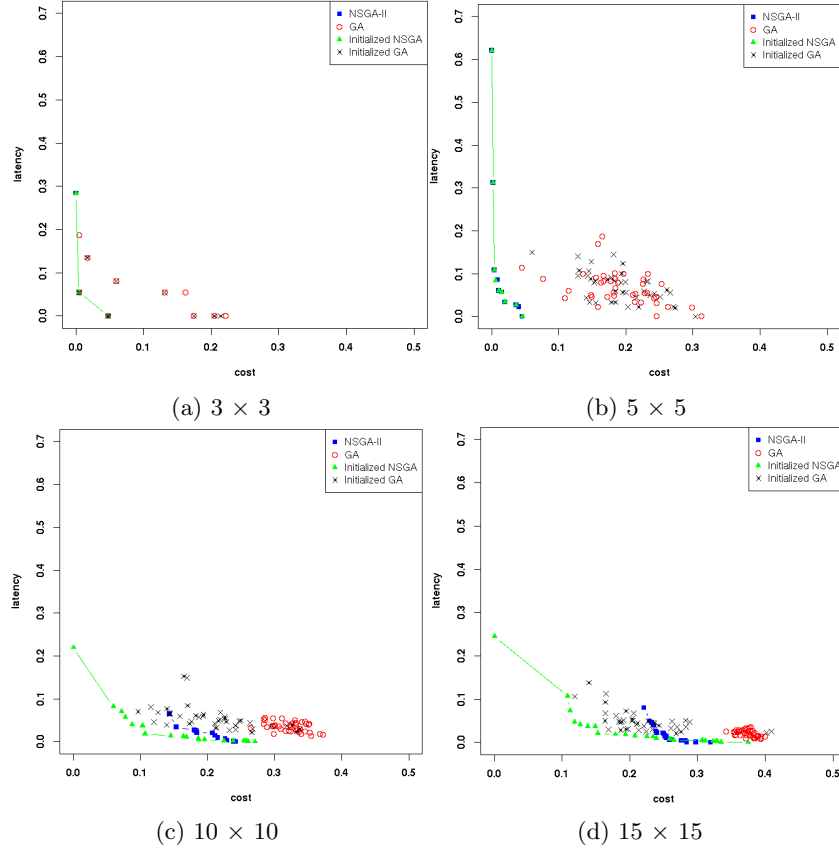 NSGA-II
GA
Initialized NSGA
Initialized GA
0.7
0.6
0.5
0.4
0.3
0.2
0.1
0.0
latency
0.0 0.1 0.2 0.3 0.4 0.5
cost
(a) 3 × 3
NSGA-II
GA
Initialized NSGA
Initialized GA
0.7
0.6
0.5
0.4
0.3
0.2
0.1
0.0
latency
0.0 0.1 0.2 0.3 0.4 0.5
cost
(b) 5 × 5
NSGA-II
GA
Initialized NSGA
Initialized GA
0.7
0.6
0.5
0.4
0.3
0.2
0.1
0.0
latency
0.0 0.1 0.2 0.3 0.4 0.5
cost
(c) 10 × 10
NSGA-II
GA
Initialized NSGA
Initialized GA
0.7
0.6
0.5
0.4
0.3
0.2
0.1
0.0
latency
0.0 0.1 0.2 0.3 0.4 0.5
cost
(d) 15 × 15